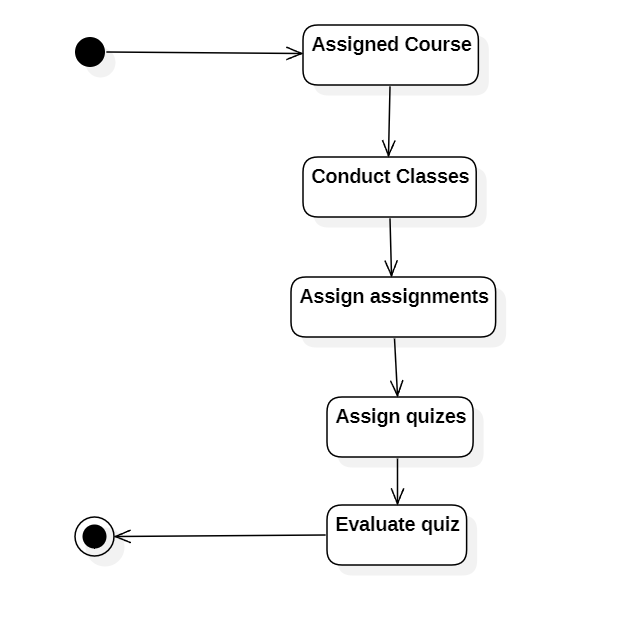 Assigned Course
Conduct Classes
Assign assignments
Assign quizes
Evaluate quiz